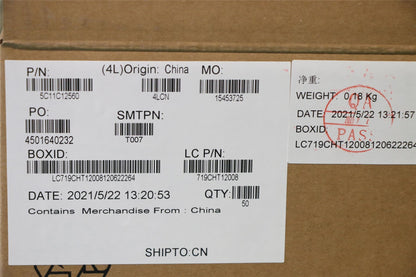 P/N: (4L)Origin: China MO:
5C11C12560 4LCN 15453725
PO: SMTPN:
4501640232 T007
BOXID: LC P/N:
LC719CHT12008120622264 719CHT12008
DATE: 2021/5/22 13:20:53 QTY:
50
Contains Merchandise From : China
SHIPTO:CN
净重:
WEIGHT: 0.18 Kg
DATE: 2021/5/22 13:21:57
BOXID:
LC719CHT12008120622264
QA
PAS